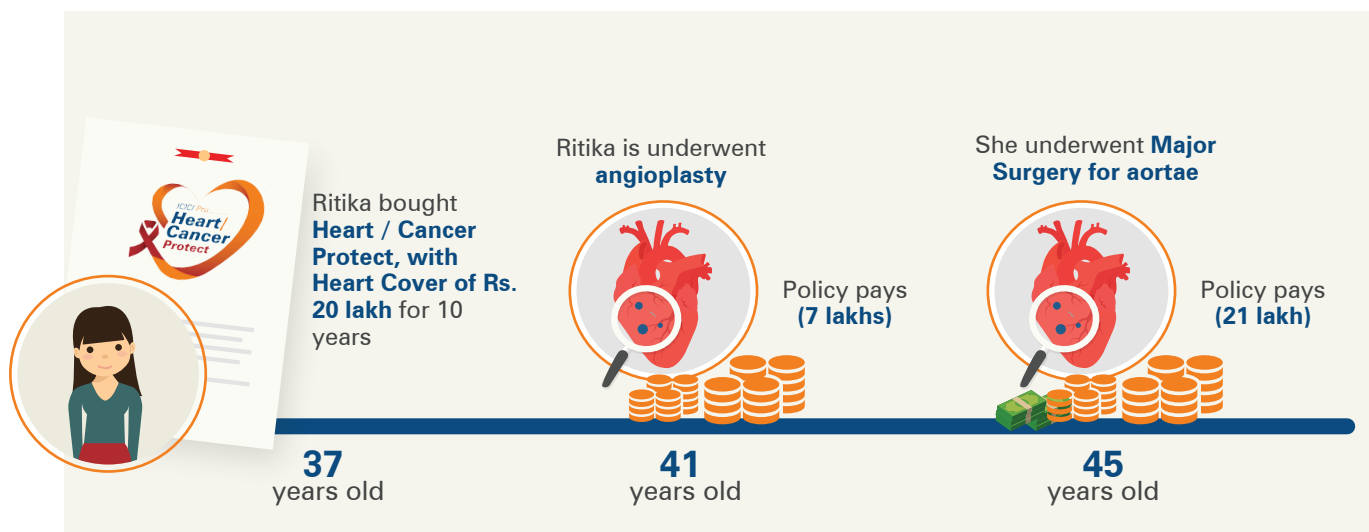 ICICI Pru
Heart/
Cancer
Protect
Ritika bought
Heart / Cancer
Protect, with
Heart Cover of Rs.
20 lakh for 10
years
Ritika is underwent
angioplasty
Policy pays
(7 lakhs)
She underwent Major
Surgery for aortae
Policy pays
(21 lakh)
37
years old
41
years old
45
years old